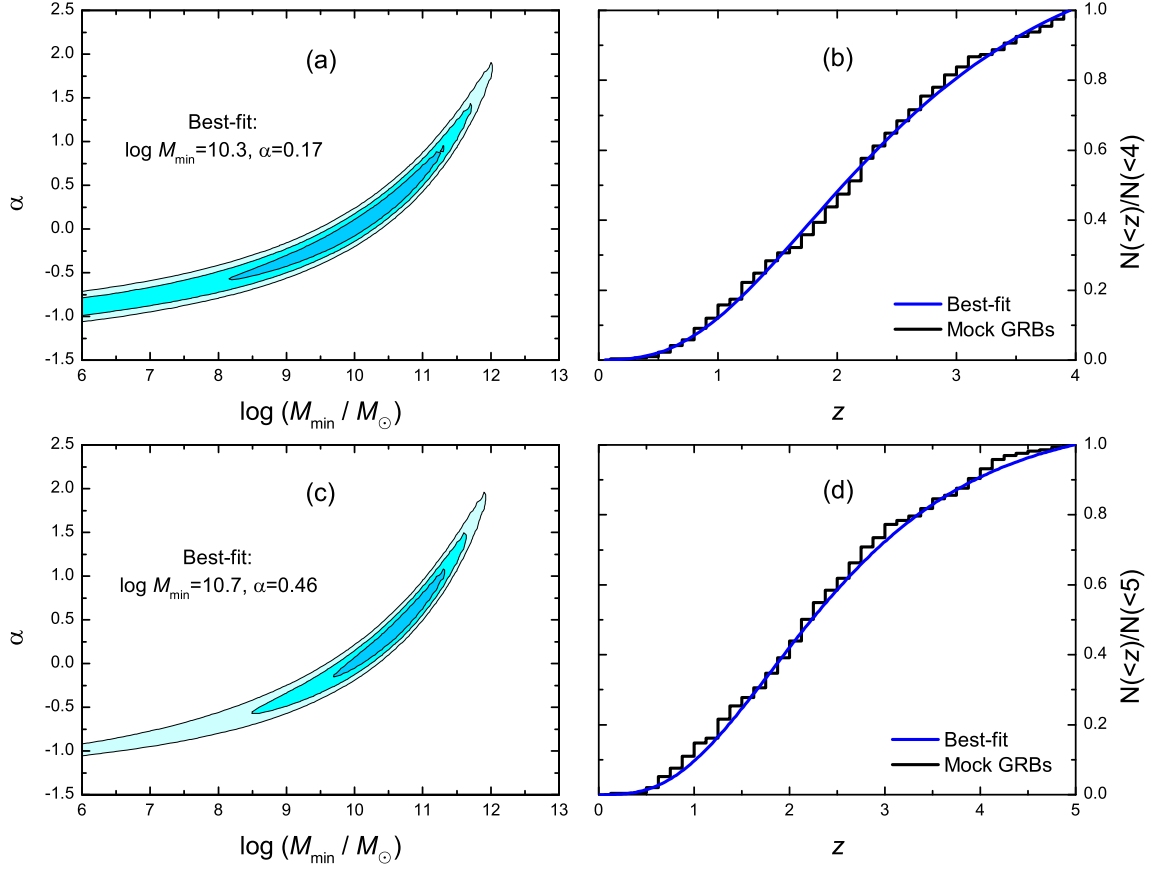 2.5
2.0
1.5
1.0
0.5
0.0
-0.5
-1.0
-1.5
α
(a)
Best-fit:
log Mmin=10.3, α=0.17
6 7 8 9 10 11 12 13
log (Mmin / M☉)
(b)
1.0
0.8
0.6
0.4
0.2
0.0
N(<z)/N(<4)
Best-fit
Mock GRBs
0 1 2 3 4
z
2.5
2.0
1.5
1.0
0.5
0.0
-0.5
-1.0
-1.5
α
(c)
Best-fit:
log Mmin=10.7, α=0.46
6 7 8 9 10 11 12 13
log (Mmin / M☉)
(d)
1.0
0.8
0.6
0.4
0.2
0.0
N(<z)/N(<5)
Best-fit
Mock GRBs
0 1 2 3 4 5
z